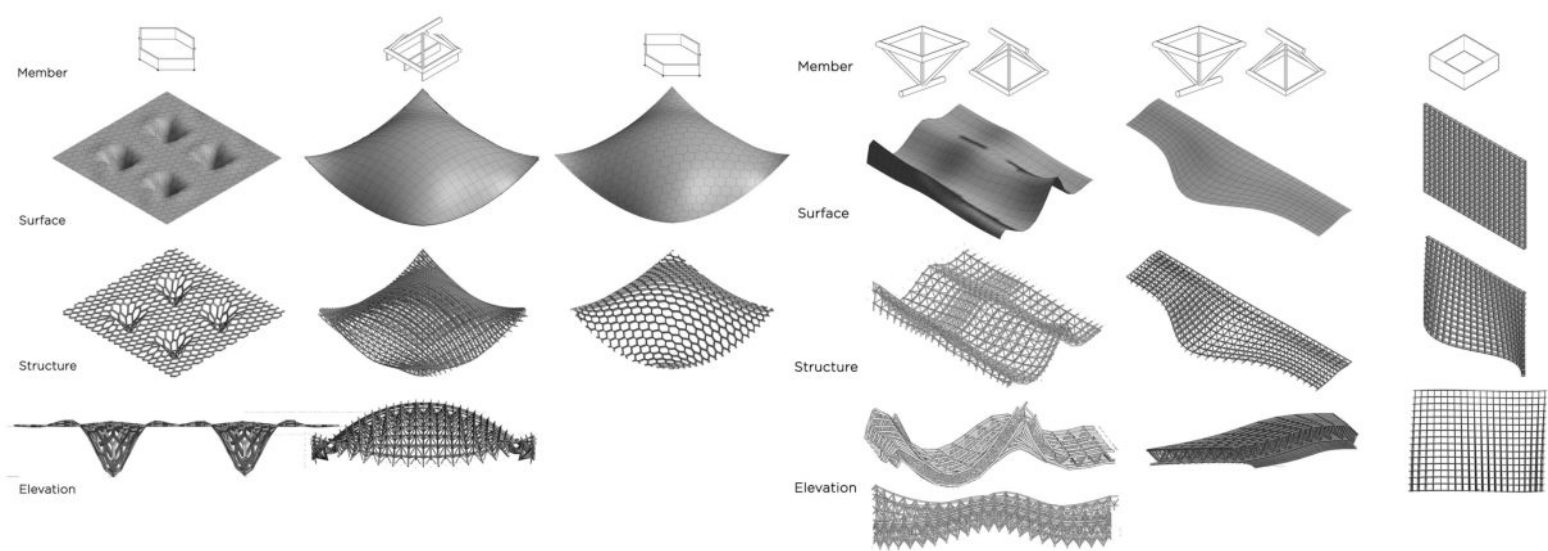 Member
Surface
Structure
Elevation
Member
Surface
Structure
Elevation